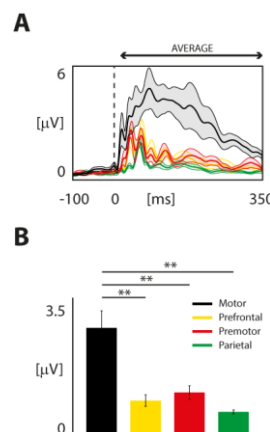 A
AVERAGE
6
[μV]
0
-100 0 [ms] 350
B
** 
**
**
3.5
Motor
Prefrontal
Premotor
Parietal
[μV]
0